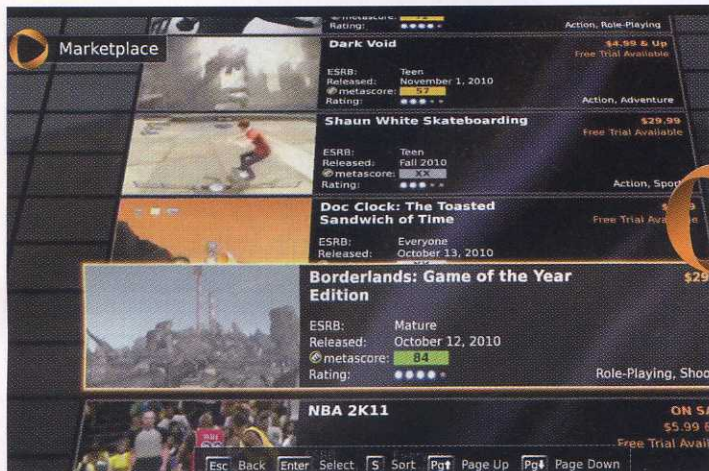 metascore:
Rating:
Action, Role-Playing
Marketplace
Dark Void
$4.99 & Up
Free Trial Available
ESRB: Teen
Released: November 1, 2010
metascore: 57
Rating:
Action, Adventure
Shaun White Skateboarding
$29.99
Free Trial Available
ESRB: Teen
Released: Fall 2010
metascore: XX
Rating:
Action, Sport
Doc Clock: The Toasted
Sandwich of Time
Free Trial
ESRB: Everyone
Released: October 13, 2010
Borderlands: Game of the Year
Edition
$29
ESRB: Mature
Released: October 12, 2010
metascore: 84
Rating:
Role-Playing, Shoo
NBA 2K11
ON SA
$5.99 &
Free Trial Avail
Esc Back Enter Select S Sort Pg⬆ Page Up Pg⬇ Page Down